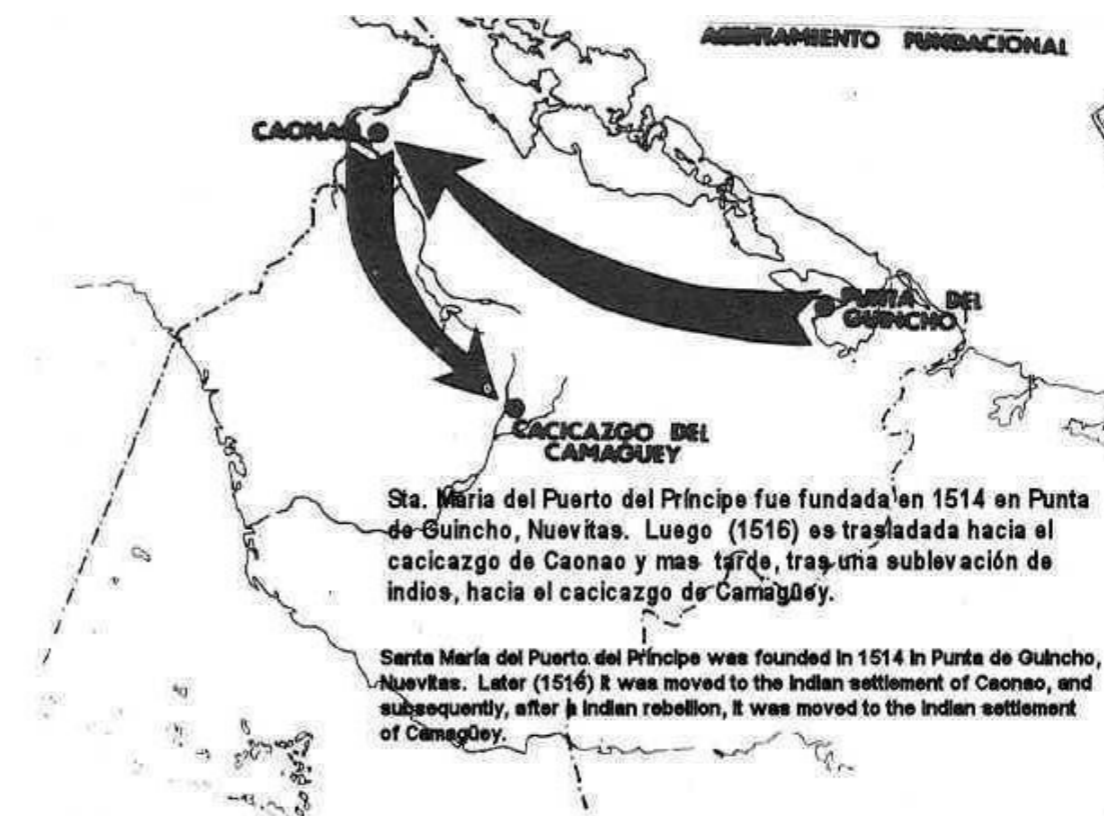 ASENTAMIENTO FUNDACIONAL
CAONAO
PUNTA DEL
GUINCHO
CACICAZGO DEL
CAMAGUEY
Sta. Maria del Puerto del Príncipe fue fundada en 1514 en Punta
de Guincho, Nuevitas. Luego (1516) es trasladada hacia el
cacicazgo de Caonao y mas tarde, tras una sublevación de
indios, hacia el cacicazgo de Camagüey.
Santa María del Puerto del Príncipe was founded in 1514 in Punta de Guincho,
Nuevitas. Later (1516) it was moved to the Indian settlement of Caonao, and
subsequently, after a Indian rebellion, it was moved to the Indian settlement
of Camagüey.